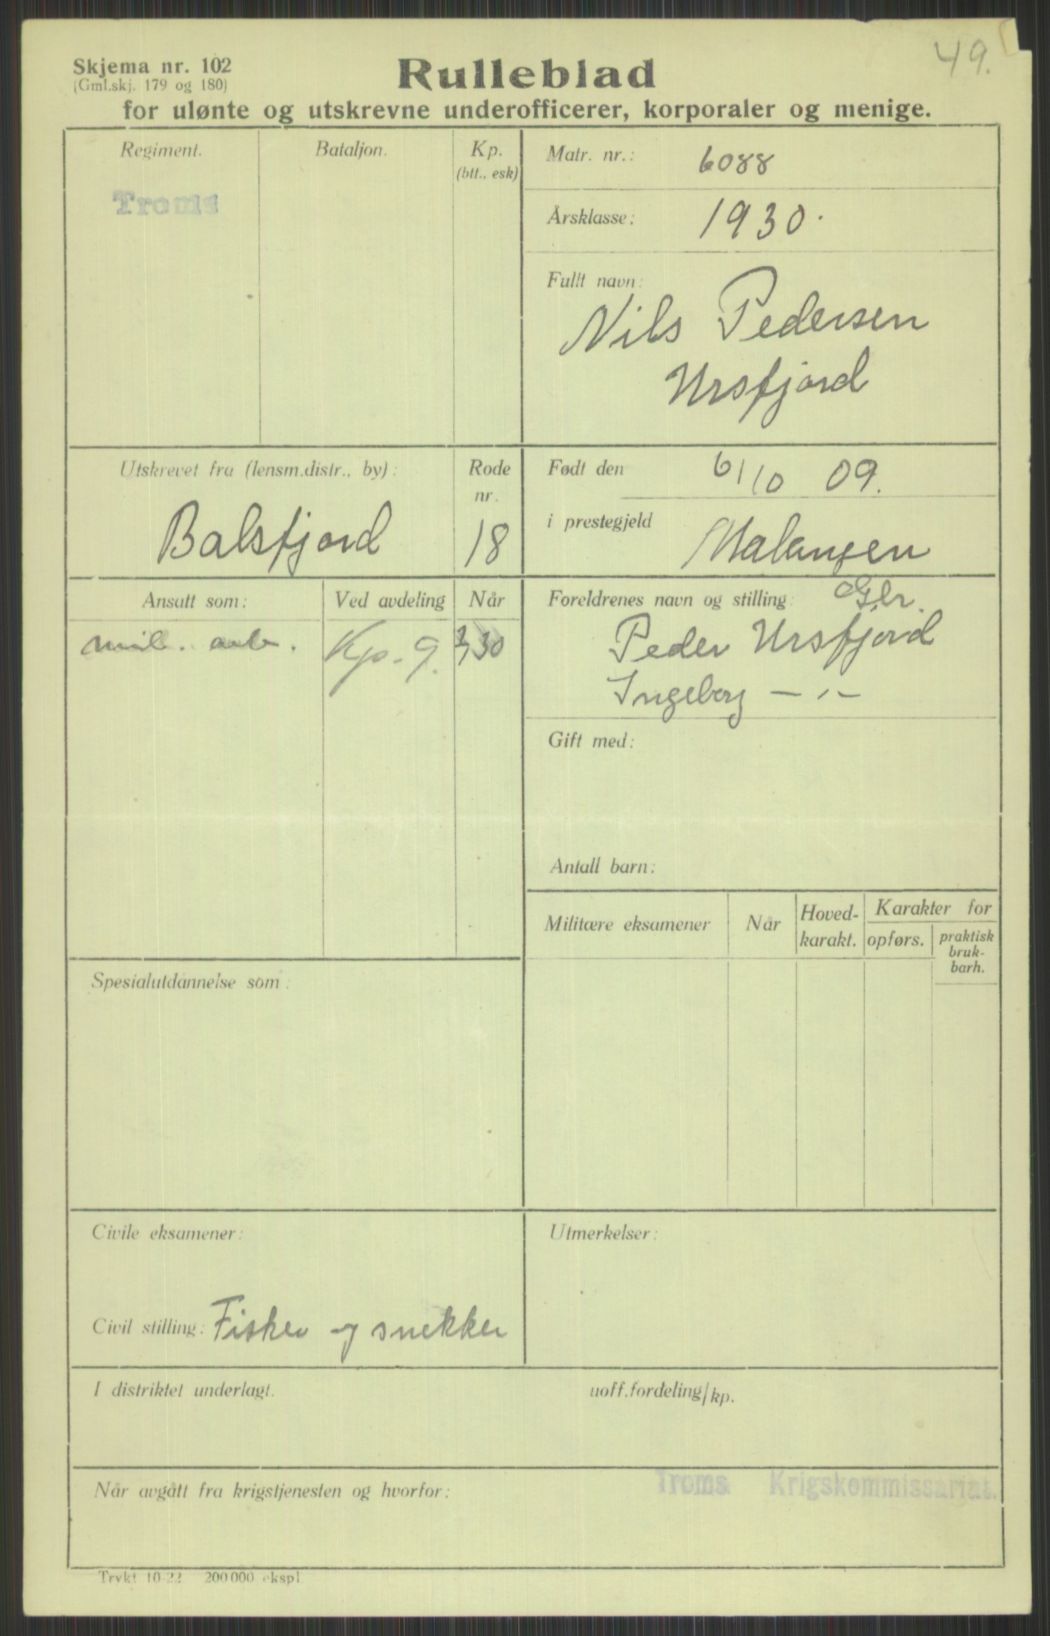 49.
Skjema nr. 102
(Gml.skj. 179 og 180)
Rulleblad
for ulønte og utskrevne underofficerer, korporaler og menige.
Regiment.
Troms
Bataljon.
Kp.
(btt., esk)
Matr. nr.: 6088
Årsklasse: 1930.
Fullt navn:
Nils Pedersen
Ursfjord
Utskrevet fra (lensm.distr., by):
Balsfjord
Rode
nr.
18
Født den 6/10 09.
i prestegjeld Malangen
Ansatt som:
mil. arb.
Ved avdeling
Kp. 9.
Når
30
Foreldrenes navn og stilling: Gbr.
Peder Ursfjord
Ingeborg —„—
Gift med:
Antall barn:
Militære eksamener
Når
Hoved-
karakt.
Karakter for
opførs.
praktisk
bruk-
barh.
Spesialutdannelse som:
Civile eksamener:
Civil stilling: Fisker og snekker
Utmerkelser:
I distriktet underlagt. uoff.fordeling/kp.
Når avgått fra krigstjenesten og hvorfor:
Troms Krigskommissariat.
Trykt 10-22 200 000 ekspl.